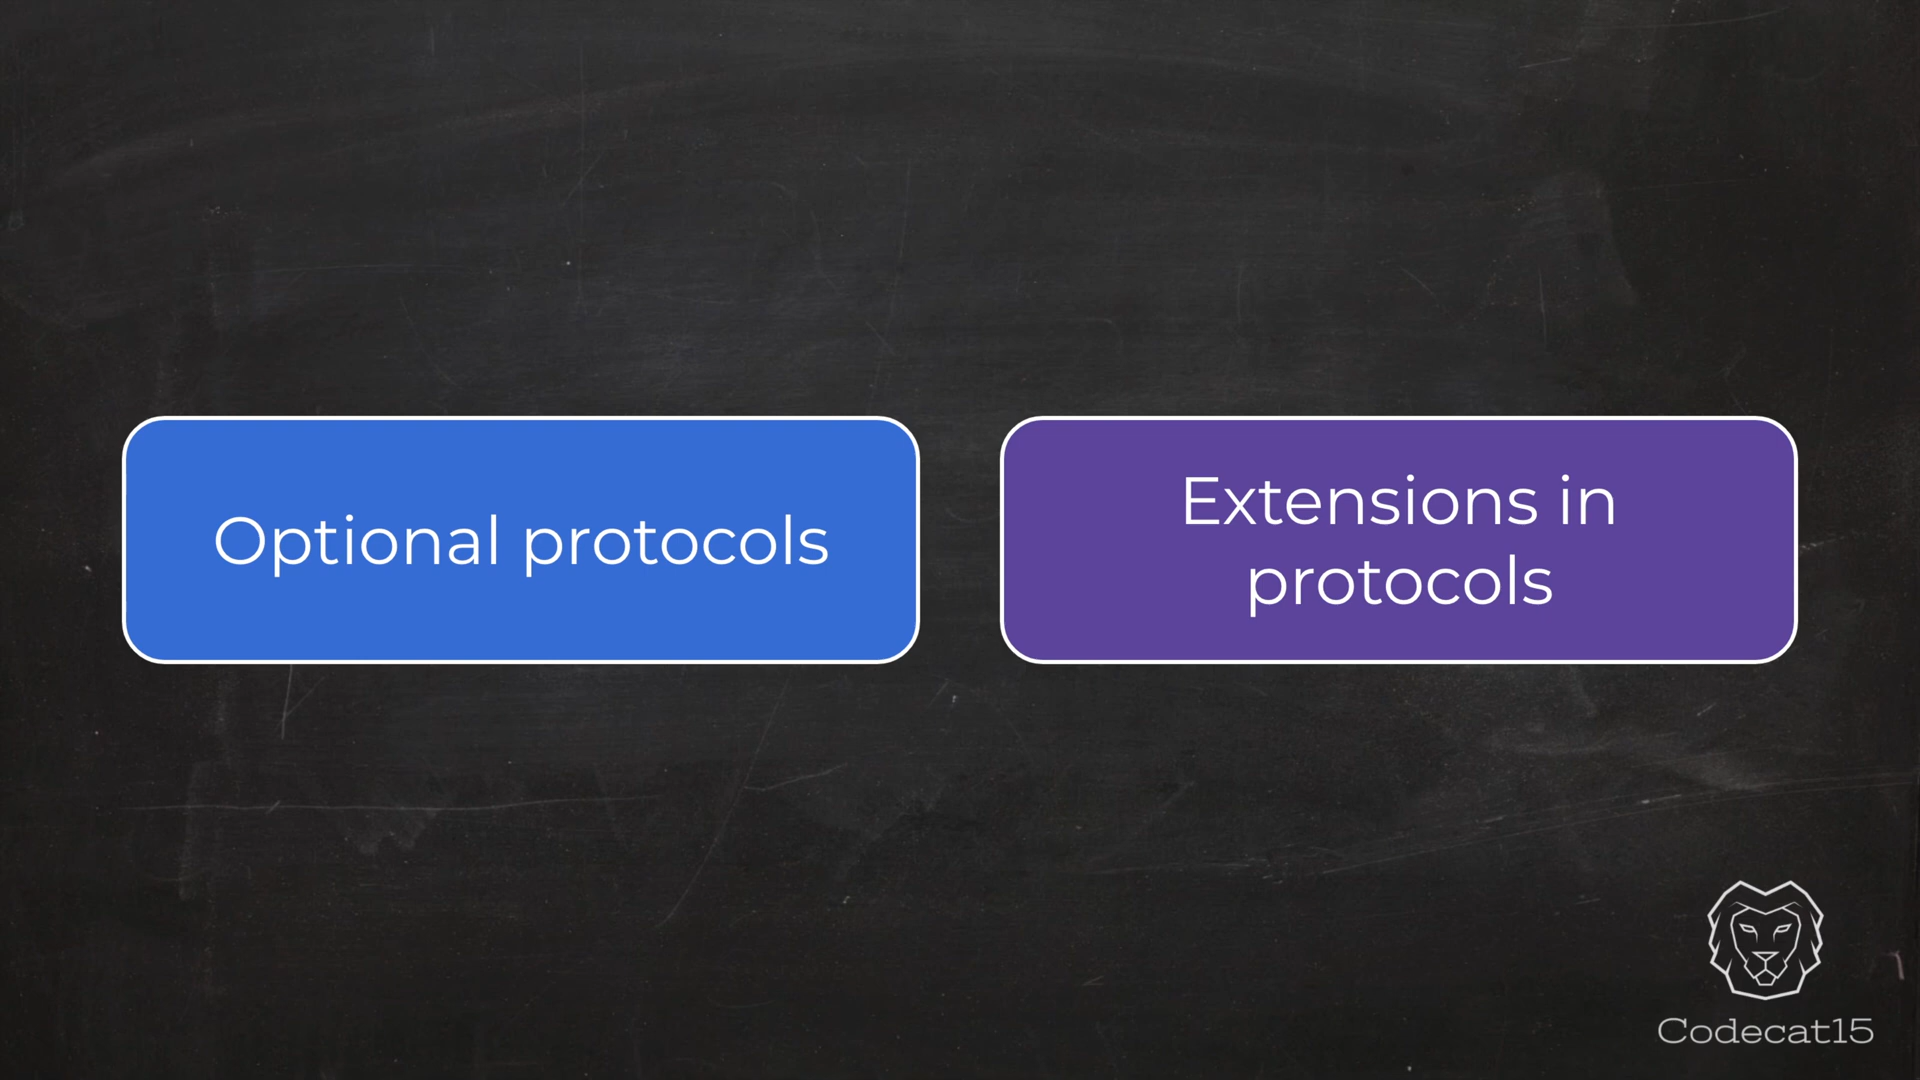 Optional protocols
Extensions in
protocols
Codecat15